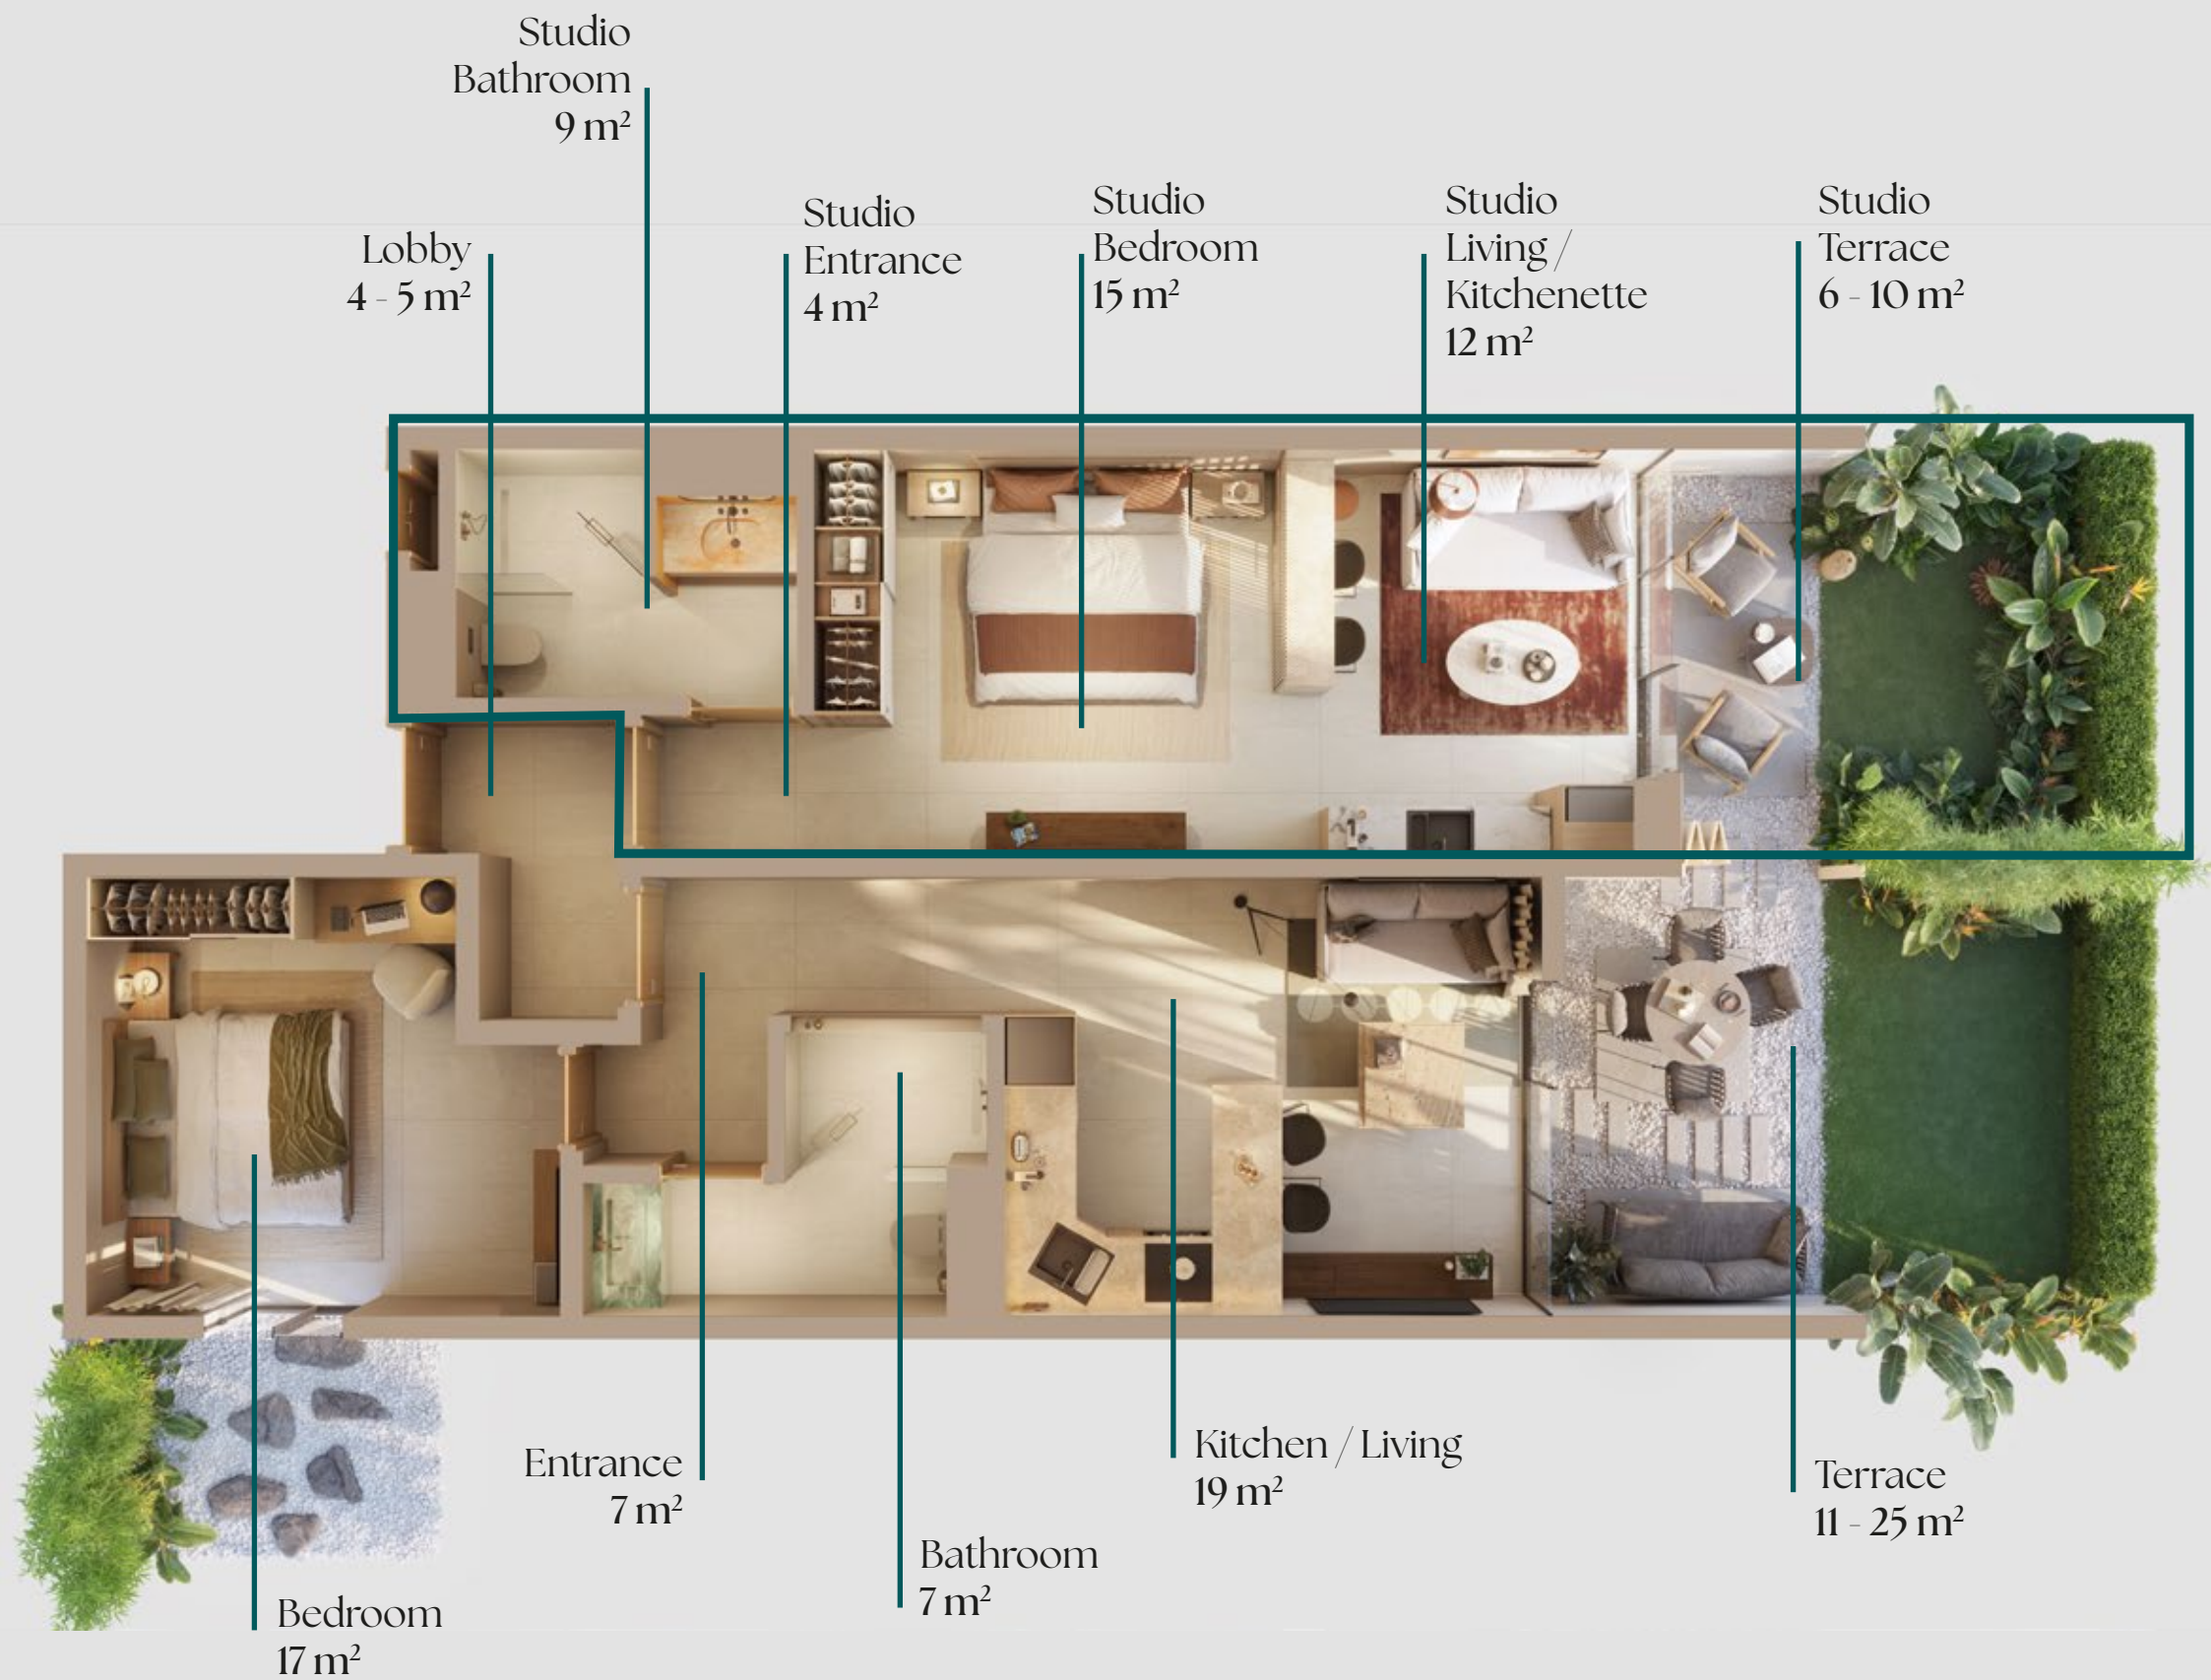 Studio
Bathroom
9 m²
Lobby
4 - 5 m²
Studio
Entrance
4 m²
Studio
Bedroom
15 m²
Studio
Living /
Kitchenette
12 m²
Studio
Terrace
6 - 10 m²
Entrance
7 m²
Kitchen / Living
19 m²
Terrace
11 - 25 m²
Bathroom
7 m²
Bedroom
17 m²